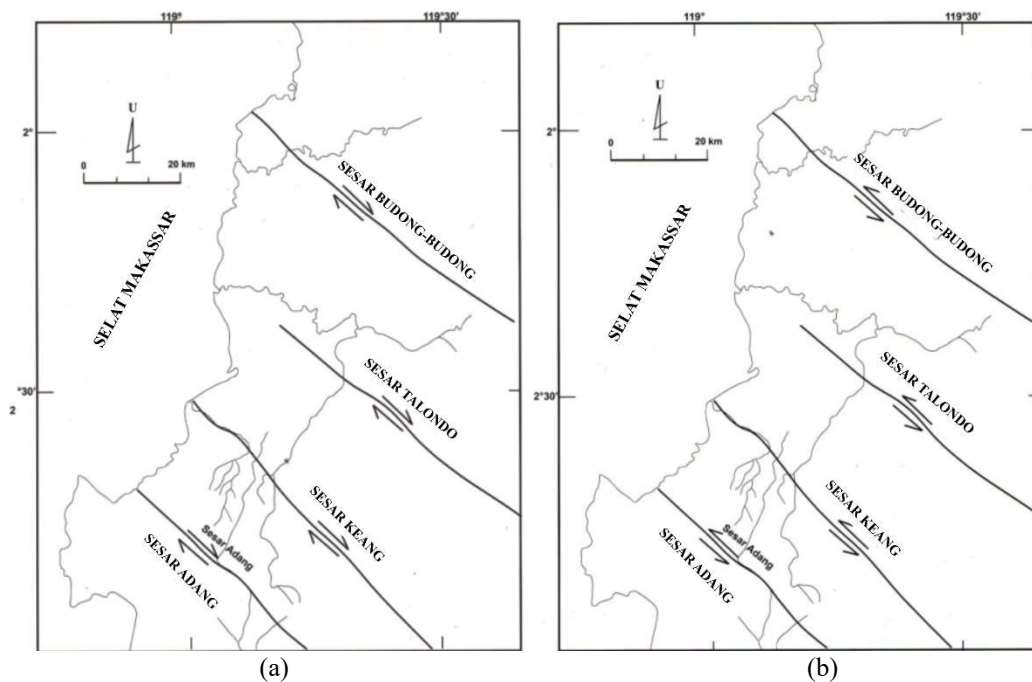 119°
119°30'
U
0
20 km
2°
SESAR BUDONG-BUDONG
SELAT MAKASSAR
°30'
2
SESAR TALONDO
SESAR KEANG
Sesar Adang
SESAR ADANG
(a)
119°
119°30'
U
0
20 km
2°
SESAR BUDONG-BUDONG
SELAT MAKASSAR
2°30'
SESAR TALONDO
SESAR KEANG
Sesar Adang
SESAR ADANG
(b)